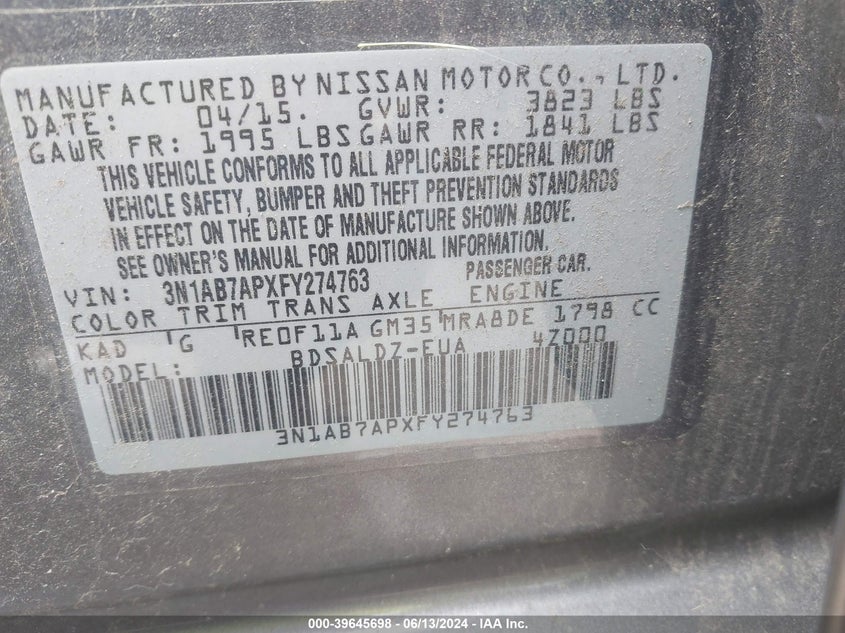 MANUFACTURED BY NISSAN MOTOR CO., LTD.
DATE: 04/15. GVWR: 3823 LBS
GAWR FR: 1995 LBS GAWR RR: 1841 LBS
THIS VEHICLE CONFORMS TO ALL APPLICABLE FEDERAL MOTOR
VEHICLE SAFETY, BUMPER AND THEFT PREVENTION STANDARDS
IN EFFECT ON THE DATE OF MANUFACTURE SHOWN ABOVE.
SEE OWNER'S MANUAL FOR ADDITIONAL INFORMATION.
VIN: 3N1AB7APXFY274763 PASSENGER CAR.
COLOR TRIM TRANS AXLE ENGINE
KAD G RE0F11A GM35 MRA8DE 1798 CC
MODEL: BDSALDZ-EUA 4Z000
3N1AB7APXFY274763
000-39645698 - 06/13/2024 - IAA Inc.